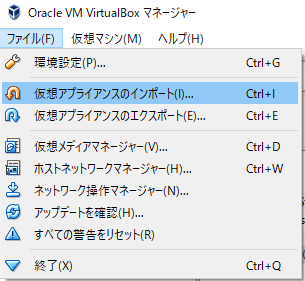 Oracle VM VirtualBox マネージャー
ファイル(F) 仮想マシン(M) ヘルプ(H)
環境設定(P)... Ctrl+G
仮想アプライアンスのインポート(I)... Ctrl+I
仮想アプライアンスのエクスポート(E)... Ctrl+E
仮想メディアマネージャー(V)... Ctrl+D
ホストネットワークマネージャー(H)... Ctrl+W
ネットワーク操作マネージャー(N)...
アップデートを確認(H)...
すべての警告をリセット(R)
終了(X) Ctrl+Q